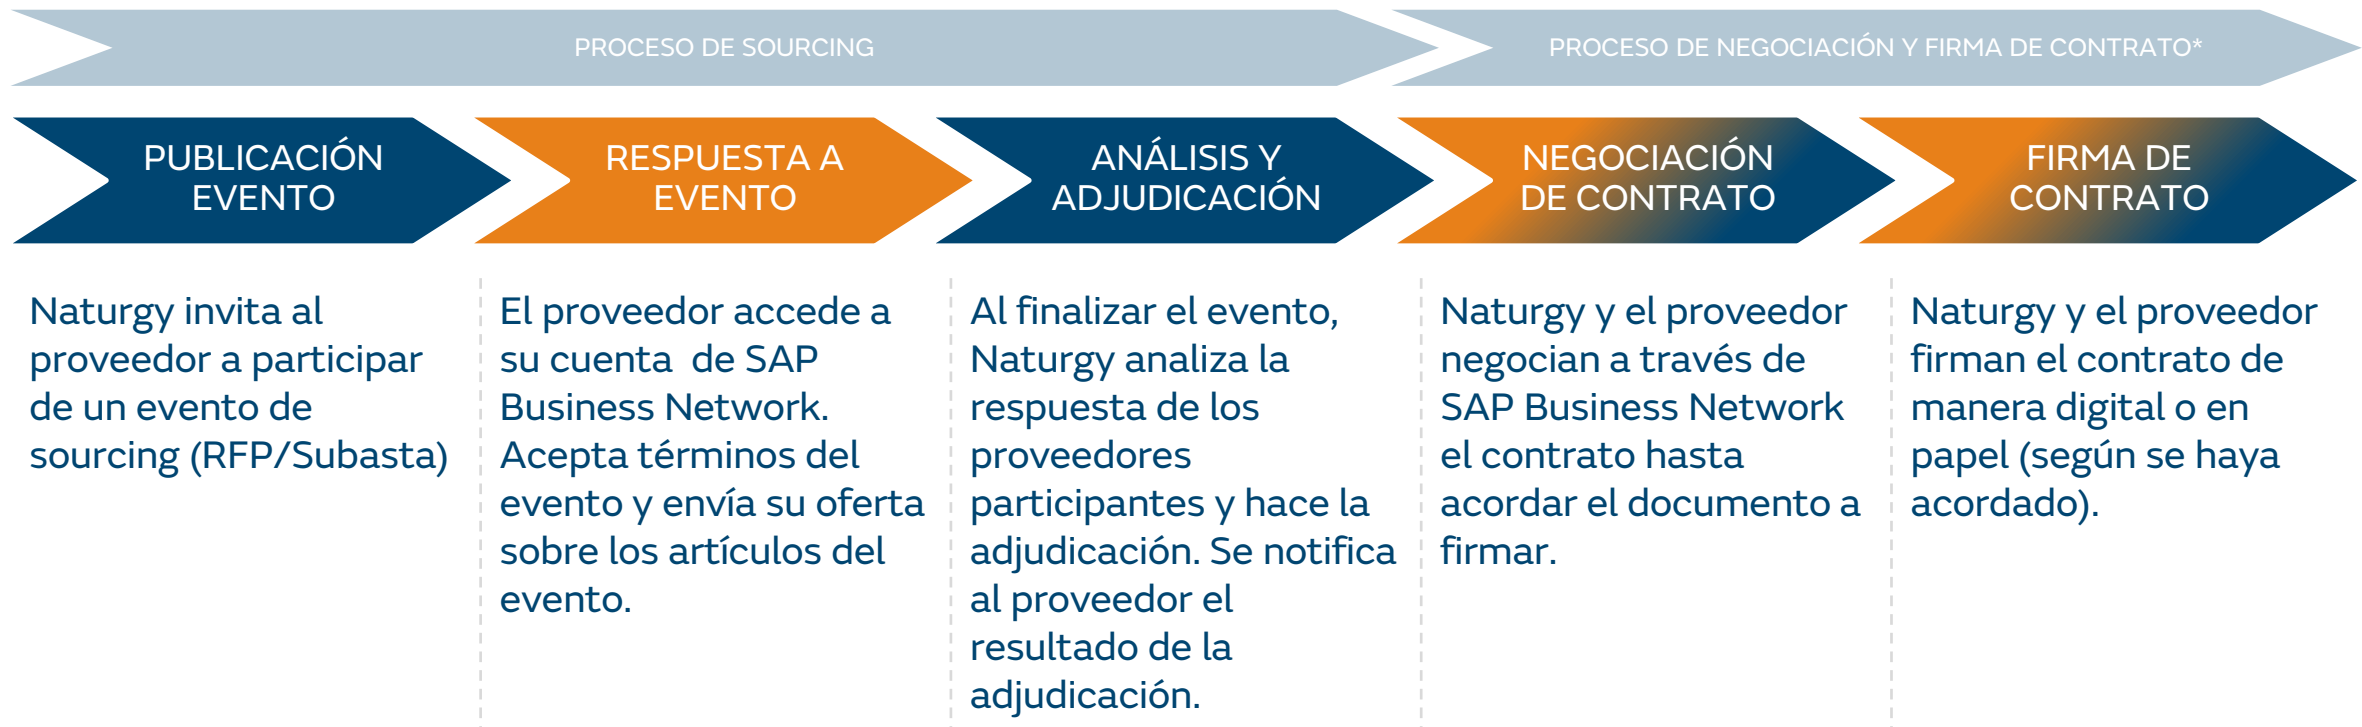 PROCESO DE SOURCING
PROCESO DE NEGOCIACIÓN Y FIRMA DE CONTRATO*
PUBLICACIÓN
EVENTO
RESPUESTA A
EVENTO
ANÁLISIS Y
ADJUDICACIÓN
NEGOCIACIÓN
DE CONTRATO
FIRMA DE
CONTRATO
Naturgy invita al
proveedor a participar
de un evento de
sourcing (RFP/Subasta)
El proveedor accede a
su cuenta  de SAP
Business Network.
Acepta términos del
evento y envía su oferta
sobre los artículos del
evento.
Al finalizar el evento,
Naturgy analiza la
respuesta de los
proveedores
participantes y hace la
adjudicación. Se notifica
al proveedor el
resultado de la
adjudicación.
Naturgy y el proveedor
negocian a través de
SAP Business Network
el contrato hasta
acordar el documento a
firmar.
Naturgy y el proveedor
firman el contrato de
manera digital o en
papel (según se haya
acordado).